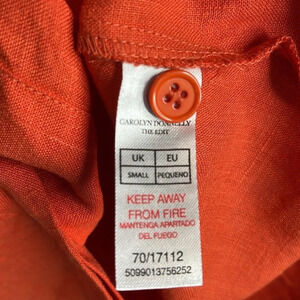 CAROLYN DONNELLY
THE EDIT
UK EU
SMALL PEQUENO
KEEP AWAY
FROM FIRE
MANTENGA APARTADO
DEL FUEGO
70/17112
5099013756252